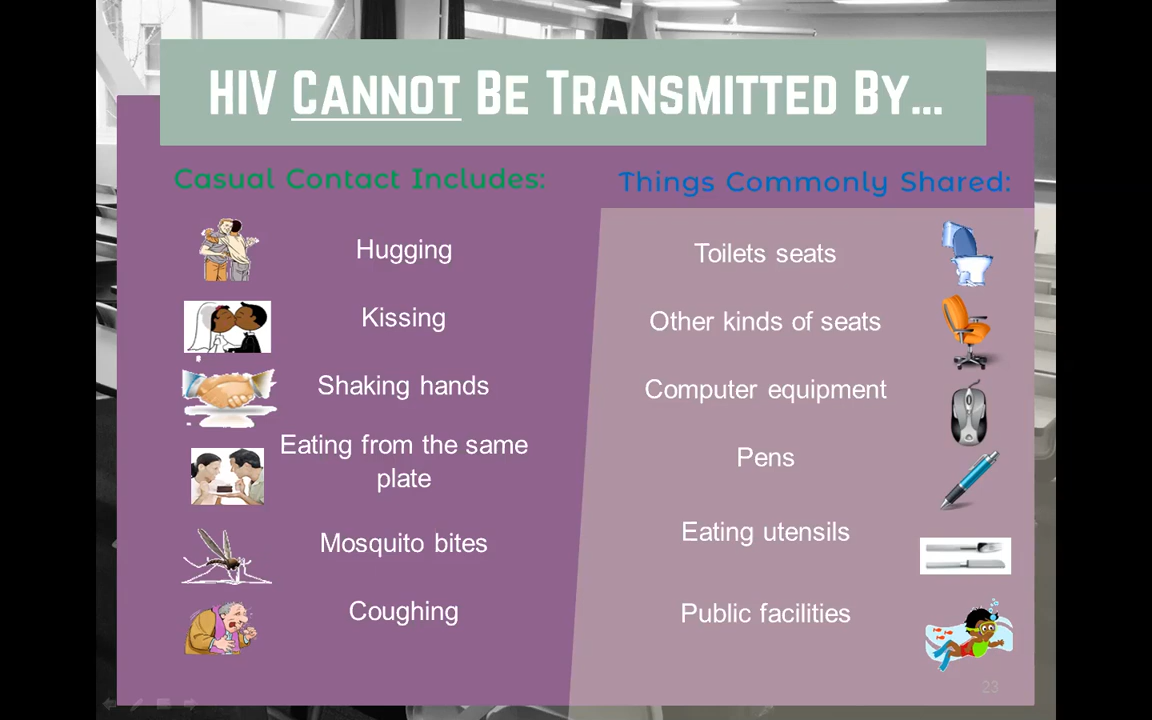 HIV CANNOT BE TRANSMITTED BY...
Casual Contact Includes:
Hugging
Kissing
Shaking hands
Eating from the same
plate
Mosquito bites
Coughing
Things Commonly Shared:
Toilets seats
Other kinds of seats
Computer equipment
Pens
Eating utensils
Public facilities
23